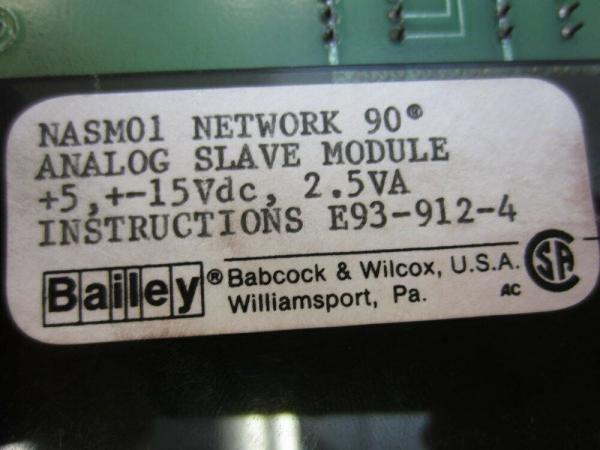 NASM01 NETWORK 90®
ANALOG SLAVE MODULE
+5,+-15Vdc, 2.5VA
INSTRUCTIONS E93-912-4
Bailey® Babcock & Wilcox, U.S.A.
Williamsport, Pa.
CSA
AC